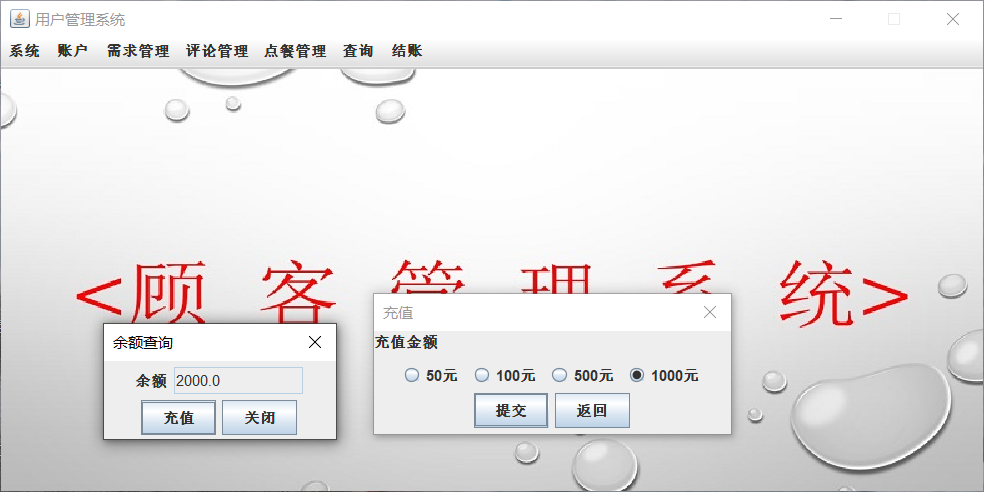 用户管理系统
系统 账户 需求管理 评论管理 点餐管理 查询 结账
<顾 客 管 理 系 统>
充值
充值金额
50元 100元 500元 1000元
提交 返回
余额查询
余额 2000.0
充值 关闭